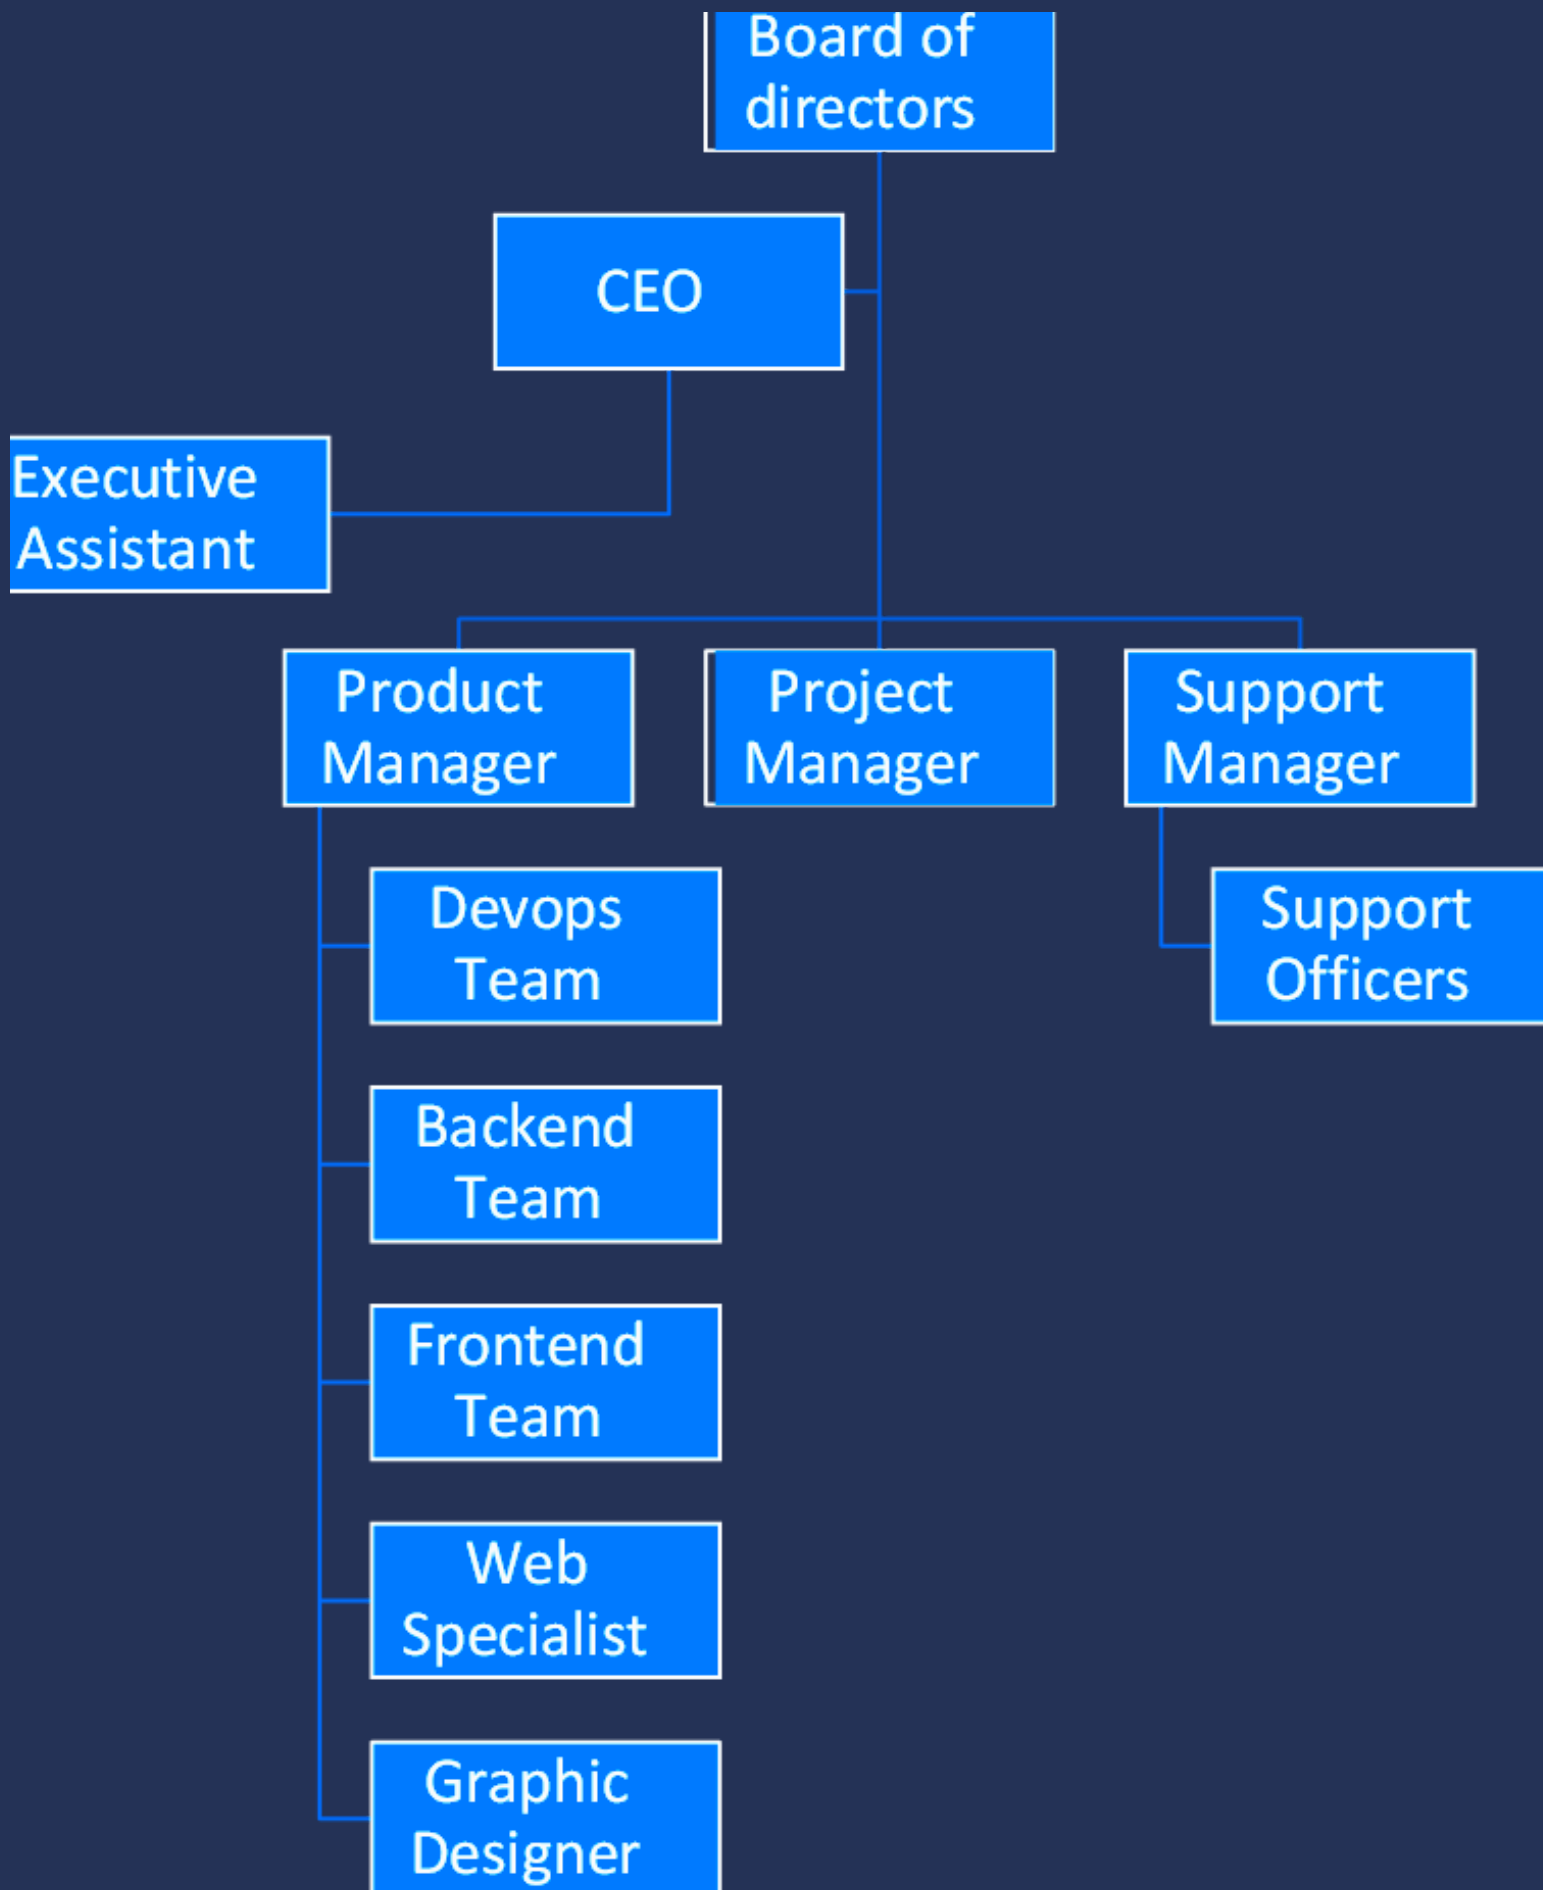 Board of
directors
CEO
Executive
Assistant
Product
Manager
Project
Manager
Support
Manager
Devops
Team
Support
Officers
Backend
Team
Frontend
Team
Web
Specialist
Graphic
Designer